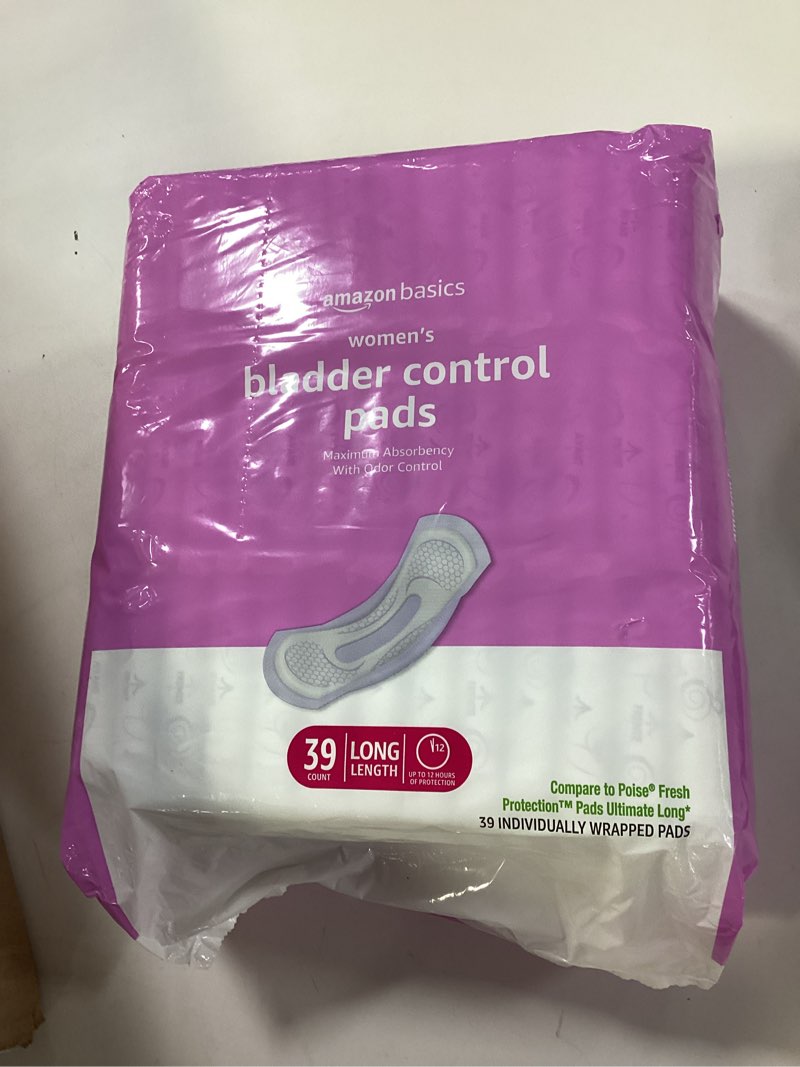 amazon basics
women's
bladder control
pads
Maximum Absorbency
With Odor Control
39
COUNT
LONG
LENGTH
12
UP TO 12 HOURS
OF PROTECTION
Compare to Poise® Fresh
Protection™ Pads Ultimate Long*
39 INDIVIDUALLY WRAPPED PADS